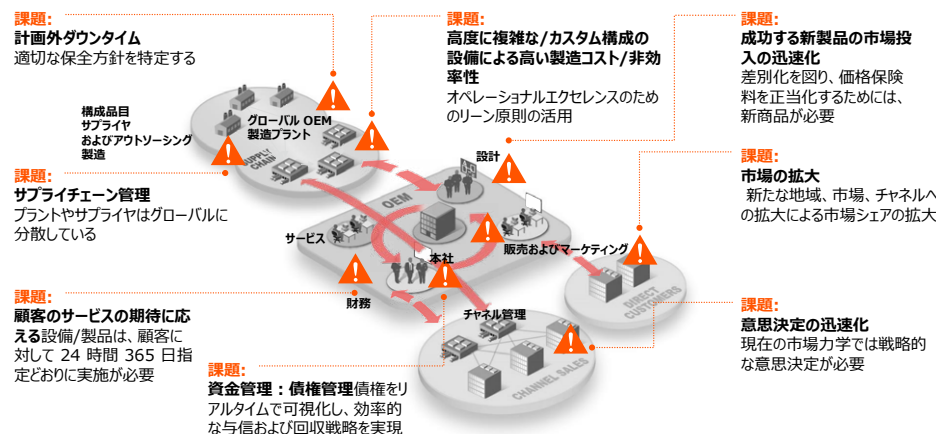 課題:
計画外ダウンタイム
適切な保全方針を特定する
課題:
高度に複雑な/カスタム構成の
設備による高い製造コスト/非効
率性
オペレーショナルエクセレンスのため
のリーン原則の活用
課題:
成功する新製品の市場投
入の迅速化
差別化を図り、価格保険
料を正当化するためには、
新商品が必要
構成品目
サプライヤ
およびアウトソーシング
製造
グローバル OEM
製造プラント
SUPPLY
CHAIN
課題:
サプライチェーン管理
プラントやサプライヤはグローバルに
分散している
設計
OEM
サービス
本社
販売およびマーケティング
財務
課題:
市場の拡大
新たな地域、市場、チャネルへ
の拡大による市場シェアの拡大
DIRECT
CUSTOMERS
チャネル管理
CHANNEL SALES
課題:
顧客のサービスの期待に応
える設備/製品は、顧客に
対して 24 時間 365 日指
定どおりに実施が必要
課題:
資金管理：債権管理債権をリ
アルタイムで可視化し、効率的
な与信および回収戦略を実現
課題:
意思決定の迅速化
現在の市場力学では戦略的
な意思決定が必要